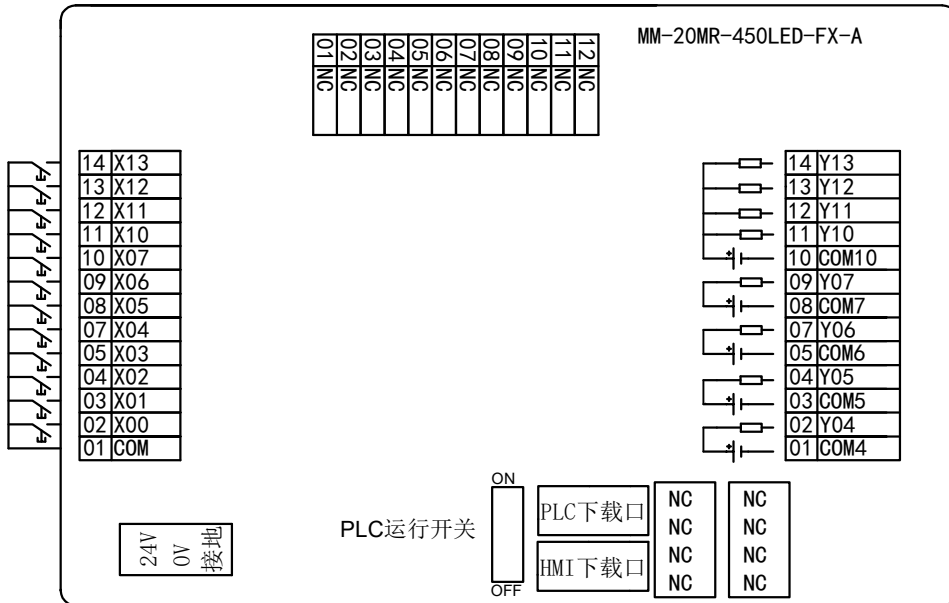 MM-20MR-450LED-FX-A
01 NC
02 NC
03 NC
04 NC
05 NC
06 NC
07 NC
08 NC
09 NC
10 NC
11 NC
12 NC
14 X13
13 X12
12 X11
11 X10
10 X07
09 X06
08 X05
07 X04
05 X03
04 X02
03 X01
02 X00
01 COM
14 Y13
13 Y12
12 Y11
11 Y10
10 COM10
09 Y07
08 COM7
07 Y06
05 COM6
04 Y05
03 COM5
02 Y04
01 COM4
24V
0V
接地
PLC运行开关
ON
OFF
PLC下载口
HMI下载口
NC
NC
NC
NC
NC
NC
NC
NC